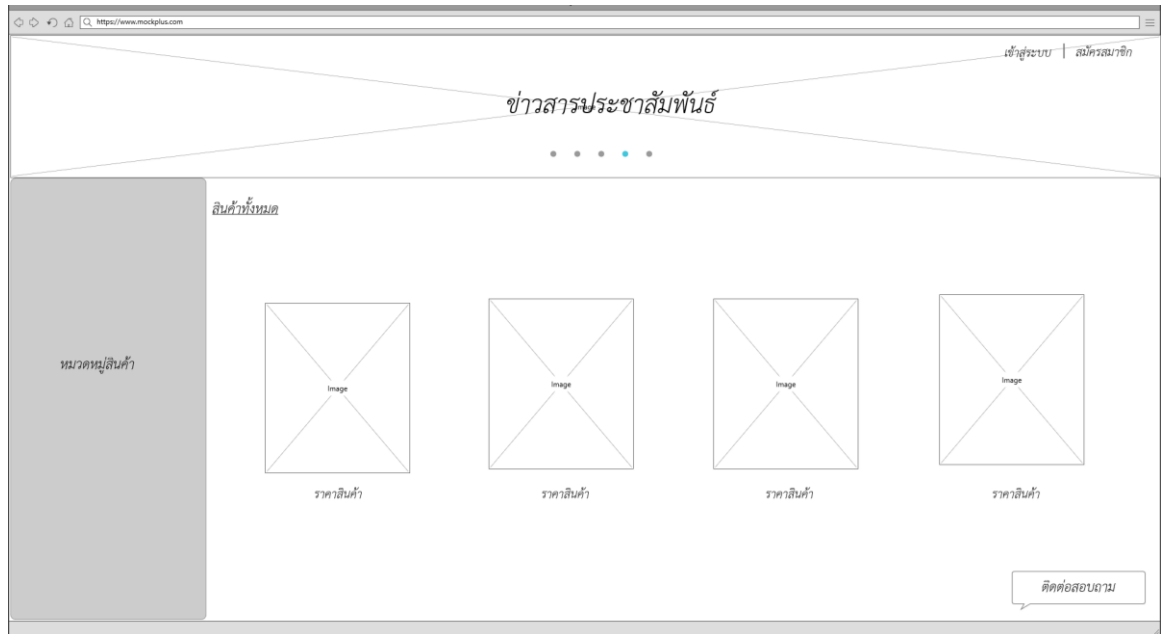 https://www.mockplus.com
เข้าสู่ระบบ | สมัครสมาชิก
ข่าวสารประชาสัมพันธ์
Image
สินค้าทั้งหมด
หมวดหมู่สินค้า
Image Image Image Image
ราคาสินค้า ราคาสินค้า ราคาสินค้า ราคาสินค้า
ติดต่อสอบถาม